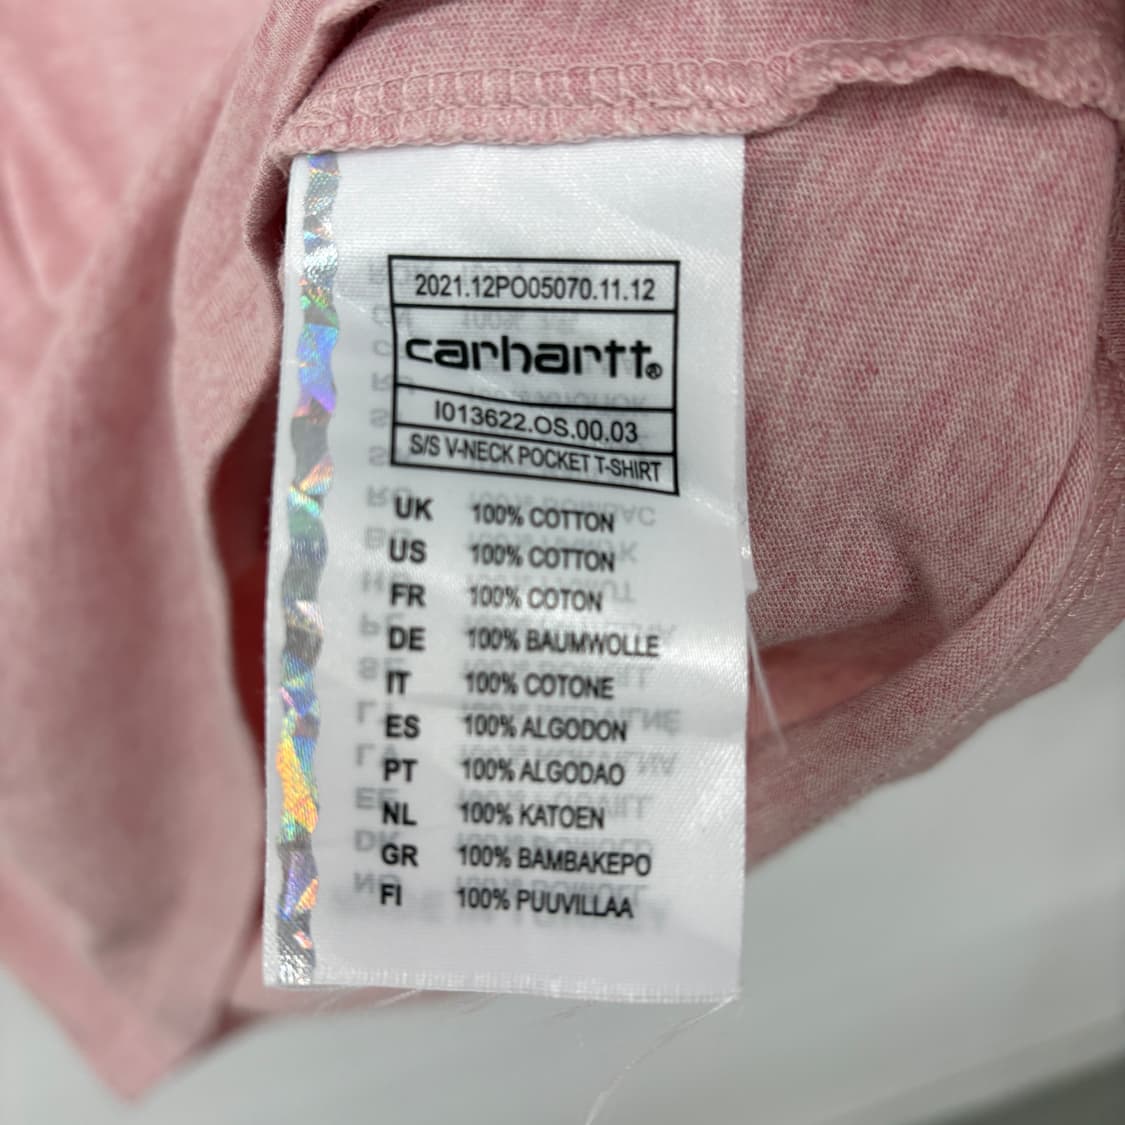 2021.12PO05070.11.12
carhartt®
I013622.OS.00.03
S/S V-NECK POCKET T-SHIRT
UK 100% COTTON
US 100% COTTON
FR 100% COTON
DE 100% BAUMWOLLE
IT 100% COTONE
ES 100% ALGODON
PT 100% ALGODAO
NL 100% KATOEN
GR 100% BAMBAKEPO
FI 100% PUUVILLAA